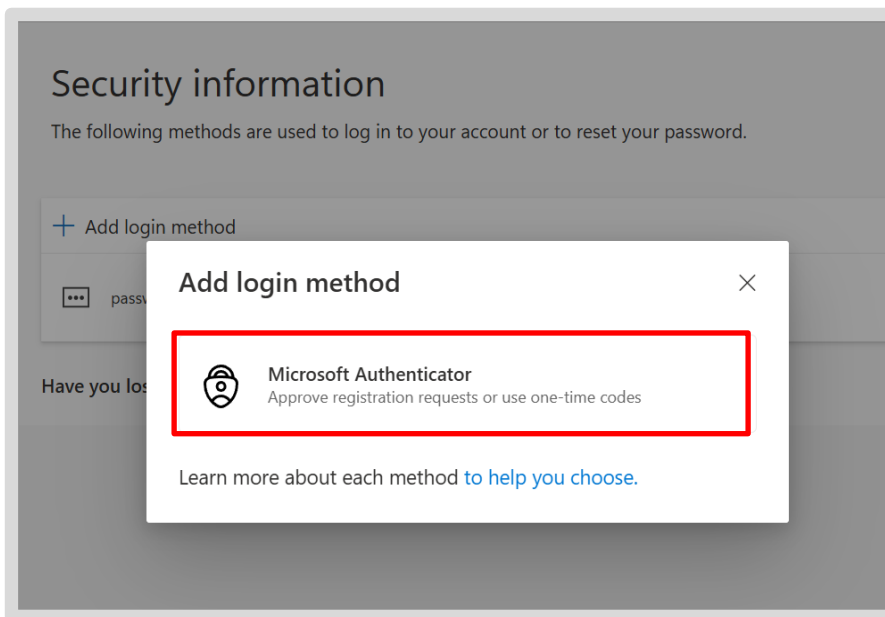 Security information
The following methods are used to log in to your account or to reset your password.
Add login method
Add login method
Microsoft Authenticator
Approve registration requests or use one-time codes
Have you
Learn more about each method to help you choose.